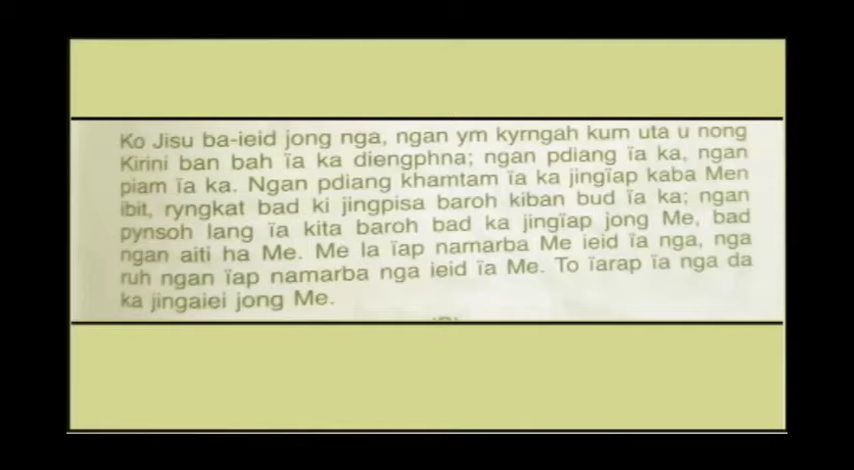 Ko Jisu ba-ieid jong nga, ngan ym kyrngah kum uta u nong
Kirini ban bah ïa ka diengphna; ngan pdiang ïa ka, ngan
piam ïa ka. Ngan pdiang khamtam ïa ka jingïap kaba Men
ibit, ryngkat bad ki jingpisa baroh kiban bud ïa ka; ngan
pynsoh lang ïa kita baroh bad ka jingïap jong Me, bad
ngan aiti ha Me. Me la ïap namarba Me ieid ïa nga, nga
ruh ngan ïap namarba nga ieid ïa Me. To ïarap ïa nga da
ka jingaiei jong Me.